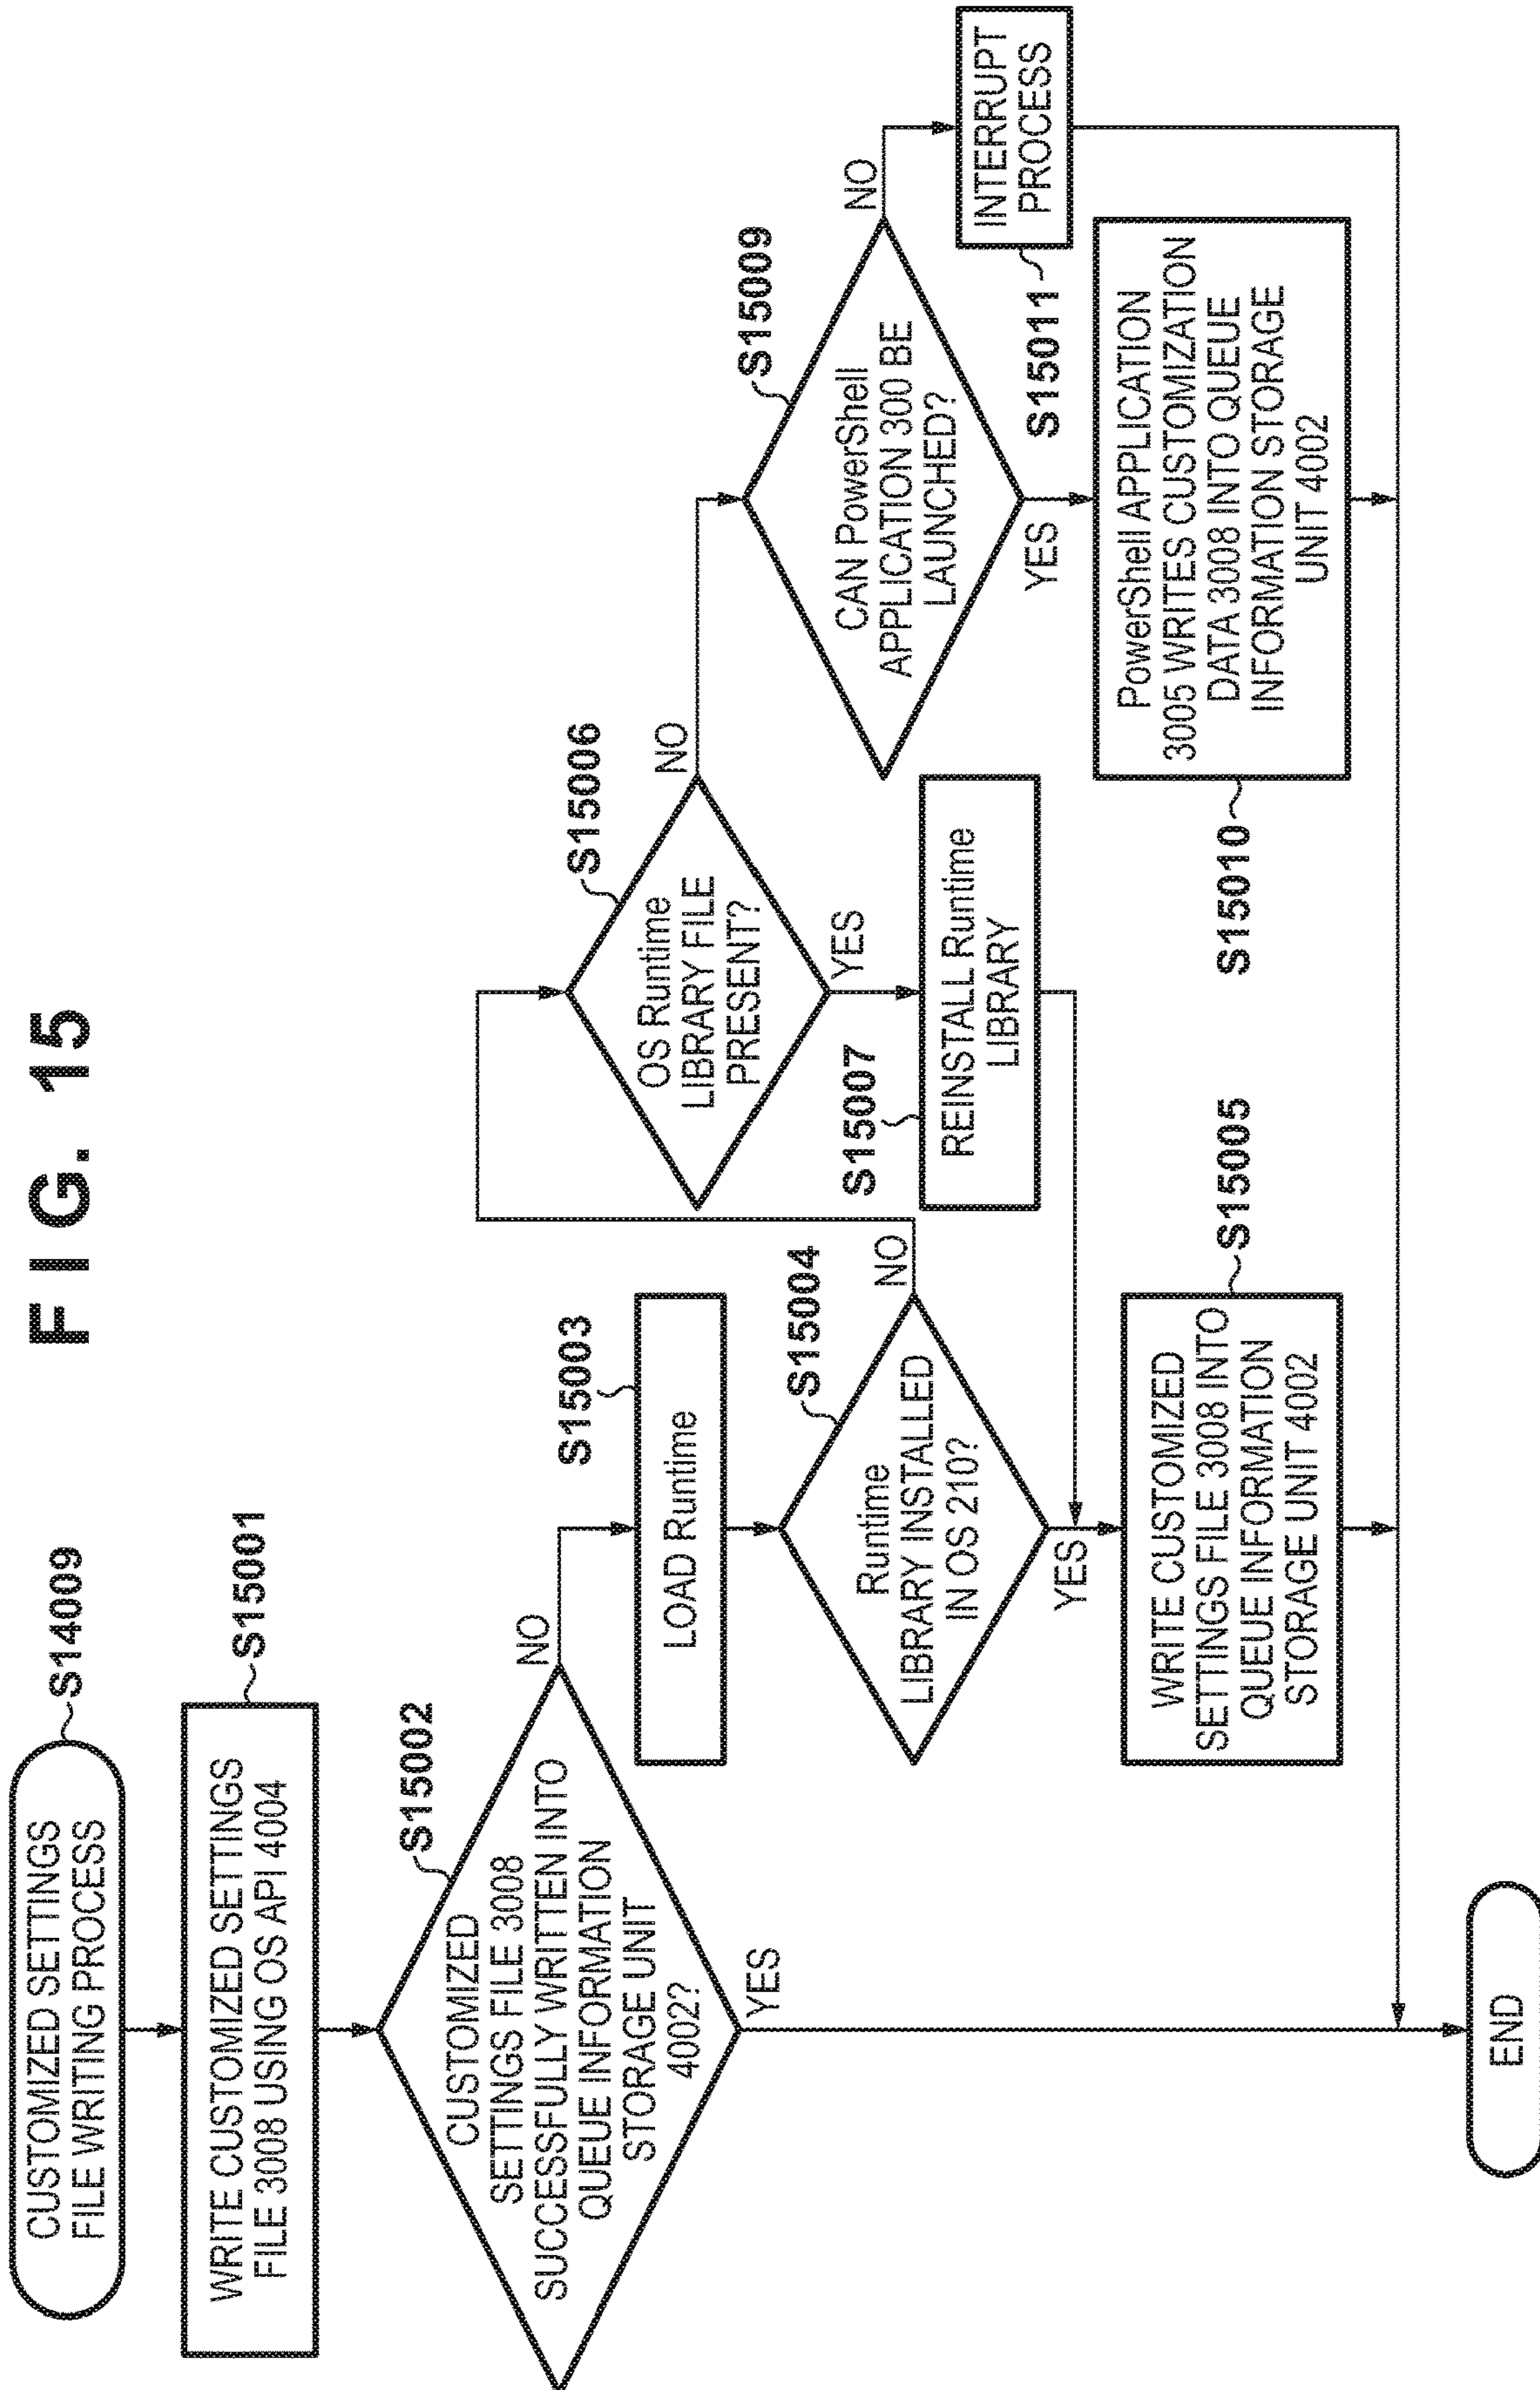 FIG. 15
CUSTOMIZED SETTINGS
FILE WRITING PROCESS
S14009
WRITE CUSTOMIZED SETTINGS
FILE 3008 USING OS API 4004
S15001
CUSTOMIZED
SETTINGS FILE 3008
SUCCESSFULLY WRITTEN INTO
QUEUE INFORMATION
STORAGE UNIT
4002?
S15002
NO
YES
LOAD Runtime
S15003
Runtime
LIBRARY INSTALLED
IN OS 210?
S15004
NO
YES
WRITE CUSTOMIZED
SETTINGS FILE 3008 INTO
QUEUE INFORMATION
STORAGE UNIT 4002
S15005
OS Runtime
LIBRARY FILE
PRESENT?
S15006
NO
YES
REINSTALL Runtime
LIBRARY
S15007
CAN PowerShell
APPLICATION 300 BE
LAUNCHED?
S15009
NO
YES
PowerShell APPLICATION
3005 WRITES CUSTOMIZATION
DATA 3008 INTO QUEUE
INFORMATION STORAGE
UNIT 4002
S15010
INTERRUPT
PROCESS
S15011
END